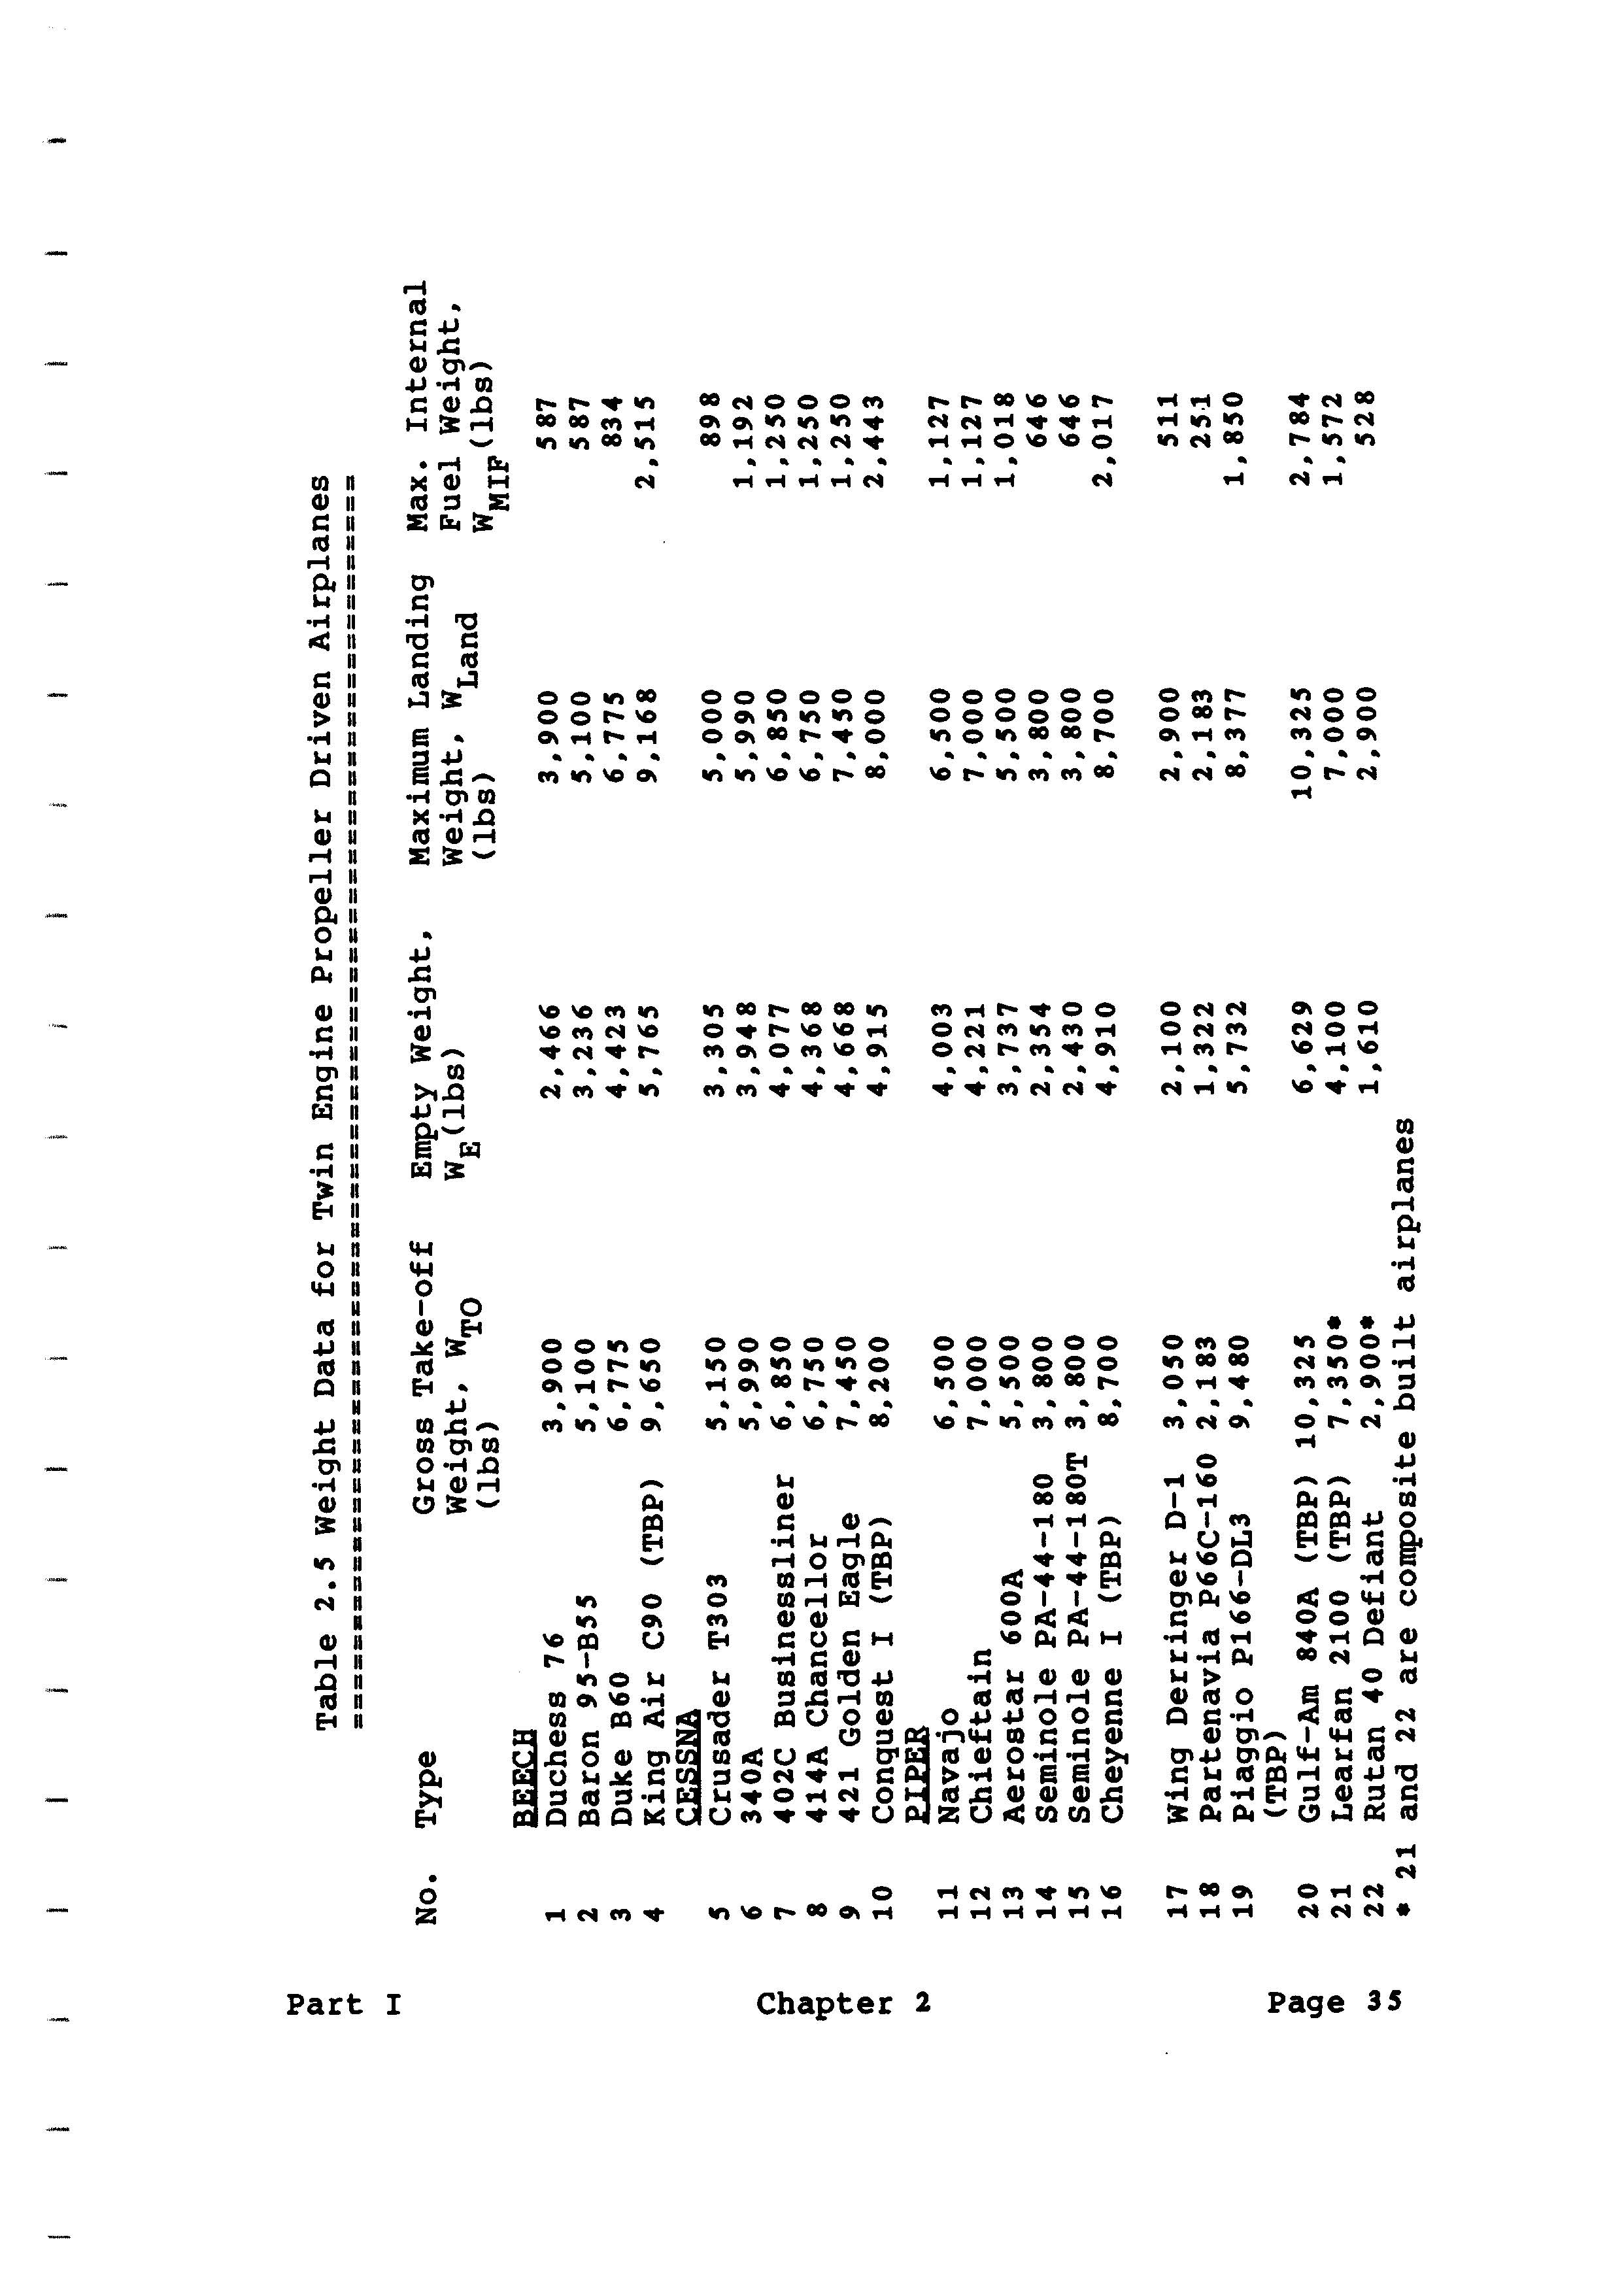 Part I Chapter 2 Page 35
Table 2.5 Weight Data for Twin Engine Propeller Driven Airplanes
================================================================
No. Type Gross Take-off Empty Weight, Maximum Landing Max. Internal
Weight, WTO WE(lbs) Weight, WLand Fuel Weight,
(lbs) (lbs) WMIF(lbs)
BEECH
1 Duchess 76 3,900 2,466 3,900 587
2 Baron 95-B55 5,100 3,236 5,100 587
3 Duke B60 6,775 4,423 6,775 834
4 King Air C90 (TBP) 9,650 5,765 9,168 2,515
CESSNA
5 Crusader T303 5,150 3,305 5,000 898
6 340A 5,990 3,948 5,990 1,192
7 402C Businessliner 6,850 4,077 6,850 1,250
8 414A Chancellor 6,750 4,368 6,750 1,250
9 421 Golden Eagle 7,450 4,668 7,450 1,250
10 Conquest I (TBP) 8,200 4,915 8,000 2,443
PIPER
11 Navajo 6,500 4,003 6,500 1,127
12 Chieftain 7,000 4,221 7,000 1,127
13 Aerostar 600A 5,500 3,737 5,500 1,018
14 Seminole PA-44-180 3,800 2,354 3,800 646
15 Seminole PA-44-180T 3,800 2,430 3,800 646
16 Cheyenne I (TBP) 8,700 4,910 8,700 2,017
17 Wing Derringer D-1 3,050 2,100 2,900 511
18 Partenavia P66C-160 2,183 1,322 2,183 251
19 Piaggio P166-DL3 9,480 5,732 8,377 1,850
(TBP)
20 Gulf-Am 840A (TBP) 10,325 6,629 10,325 2,784
21 Learfan 2100 (TBP) 7,350* 4,100 7,000 1,572
22 Rutan 40 Defiant 2,900* 1,610 2,900 528
* 21 and 22 are composite built airplanes